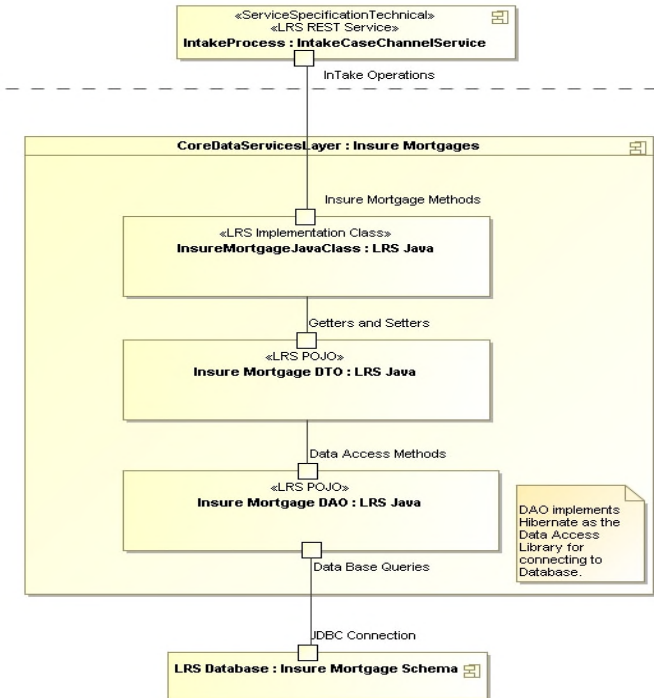 «ServiceSpecificationTechnical»
«LRS REST Service»
IntakeProcess : IntakeCaseChannelService
InTake Operations
CoreDataServicesLayer : Insure Mortgages
Insure Mortgage Methods
«LRS Implementation Class»
InsureMortgageJavaClass : LRS Java
Getters and Setters
«LRS POJO»
Insure Mortgage DTO : LRS Java
Data Access Methods
«LRS POJO»
Insure Mortgage DAO : LRS Java
DAO implements
Hibernate as the
Data Access
Library for
connecting to
Database.
Data Base Queries
JDBC Connection
LRS Database : Insure Mortgage Schema